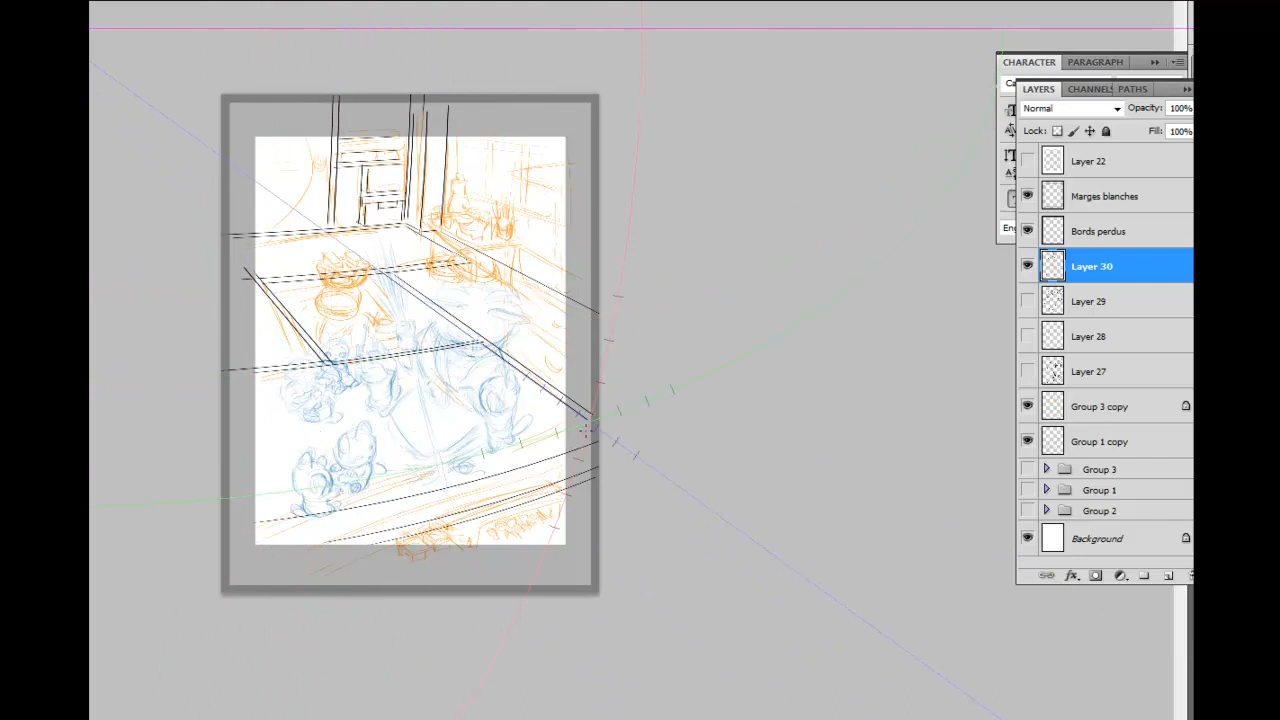 CHARACTER PARAGRAPH
Ca
LAYERS CHANNELS PATHS
Normal Opacity: 100%
Lock: Fill: 100%
Layer 22
Marges blanches
Eng
Bords perdus
Layer 30
Layer 29
Layer 28
Layer 27
Group 3 copy
Group 1 copy
Group 3
Group 1
Group 2
Background